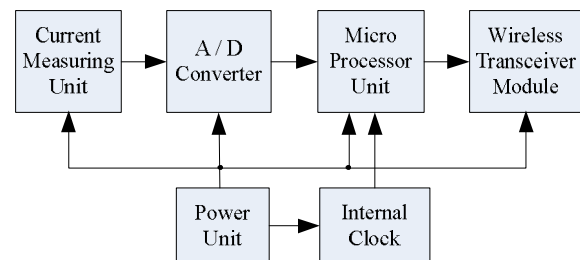 Current
Measuring
Unit
A / D
Converter
Micro
Processor
Unit
Wireless
Transceiver
Module
Power
Unit
Internal
Clock